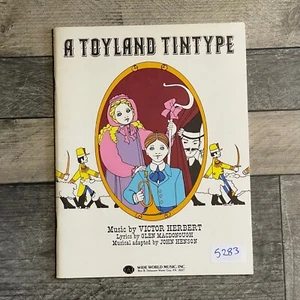 A TOYLAND TINTYPE
Music by VICTOR HERBERT
Lyrics by GLEN MACDONOUGH
Musical adapted by JOHN HENSON
WIDE WORLD MUSIC, INC.
5283